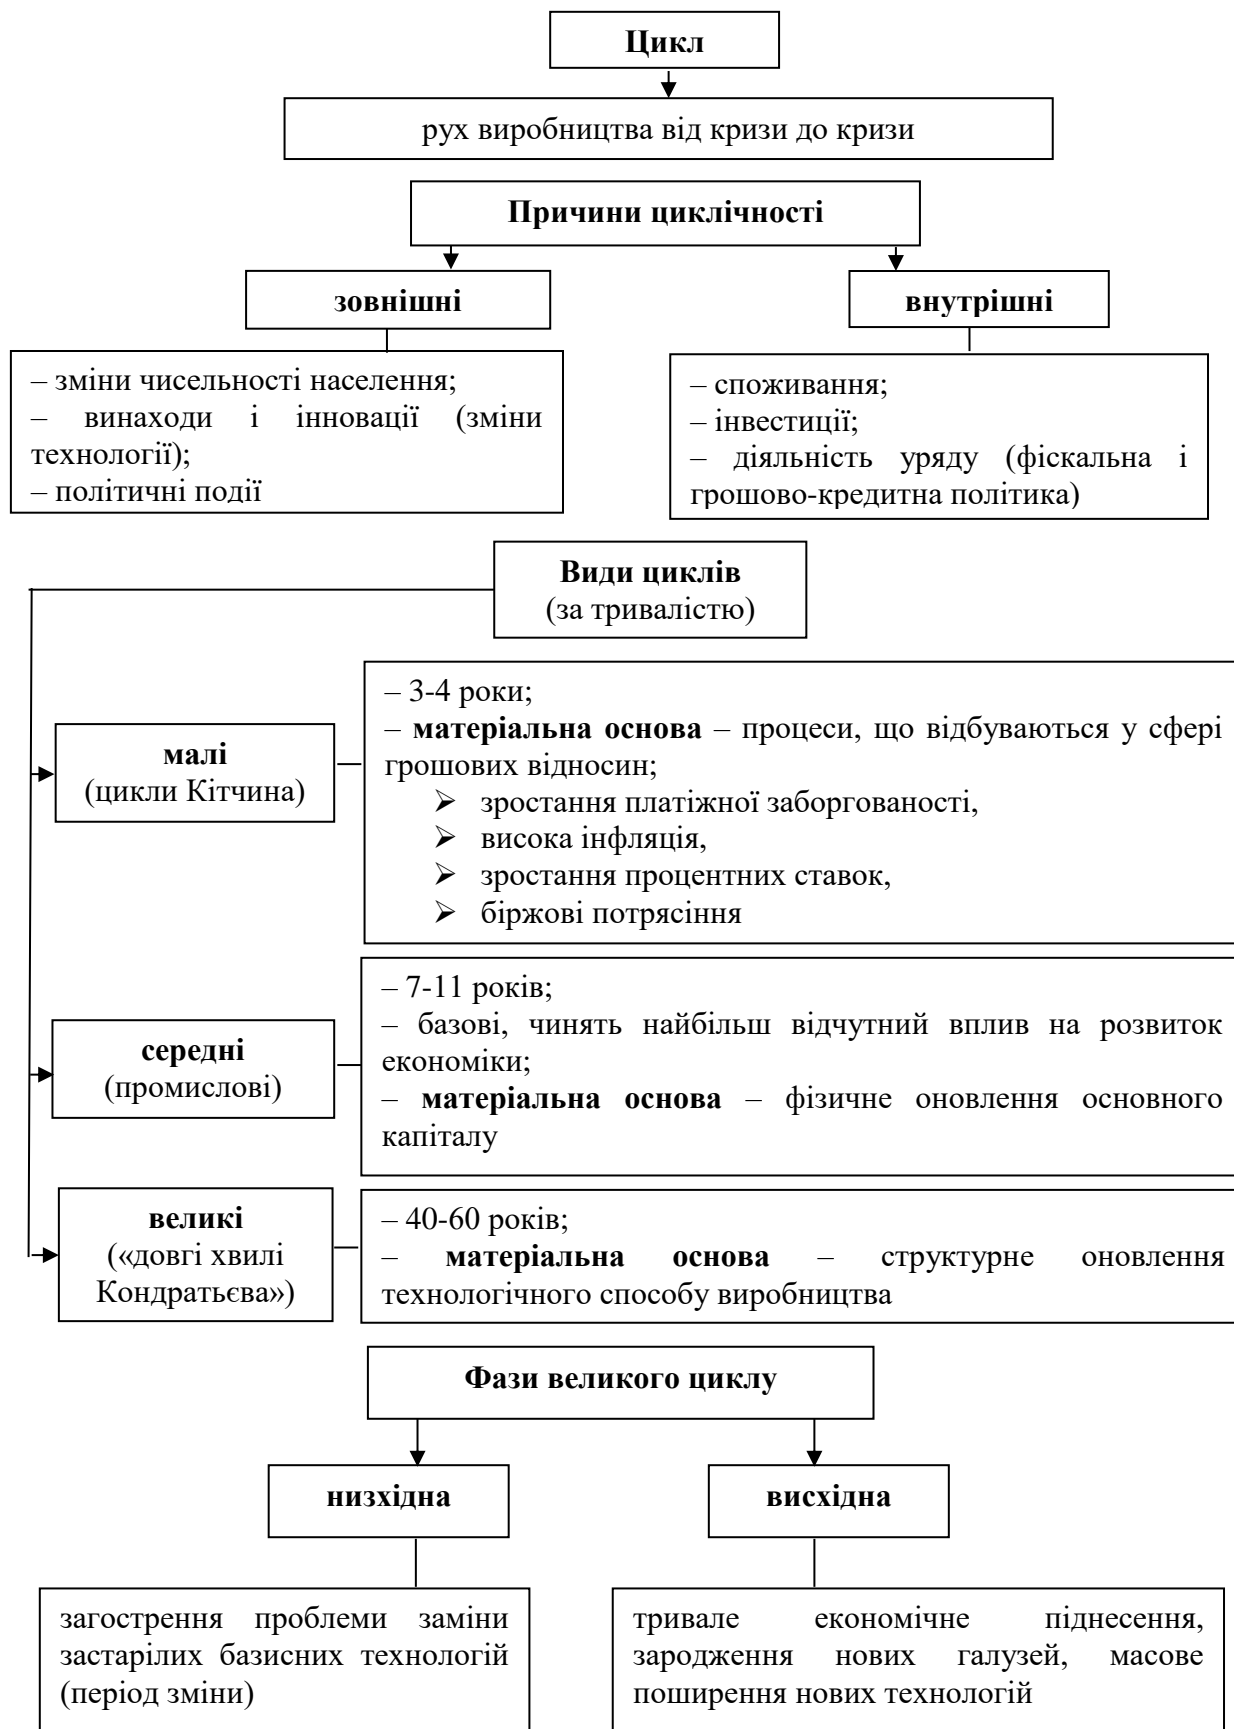 Цикл
рух виробництва від кризи до кризи
Причини циклічності
зовнішні
внутрішні
– зміни чисельності населення;
– винаходи і інновації (зміни
технології);
– політичні події
– споживання;
– інвестиції;
– діяльність уряду (фіскальна і
грошово-кредитна політика)
Види циклів
(за тривалістю)
малі
(цикли Кітчина)
– 3-4 роки;
– матеріальна основа – процеси, що відбуваються у сфері
грошових відносин;
➢ зростання платіжної заборгованості,
➢ висока інфляція,
➢ зростання процентних ставок,
➢ біржові потрясіння
середні
(промислові)
– 7-11 років;
– базові, чинять найбільш відчутний вплив на розвиток
економіки;
– матеріальна основа – фізичне оновлення основного
капіталу
великі
(«довгі хвилі
Кондратьєва»)
– 40-60 років;
– матеріальна основа – структурне оновлення
технологічного способу виробництва
Фази великого циклу
низхідна
висхідна
загострення проблеми заміни
застарілих базисних технологій
(період зміни)
тривале економічне піднесення,
зародження нових галузей, масове
поширення нових технологій